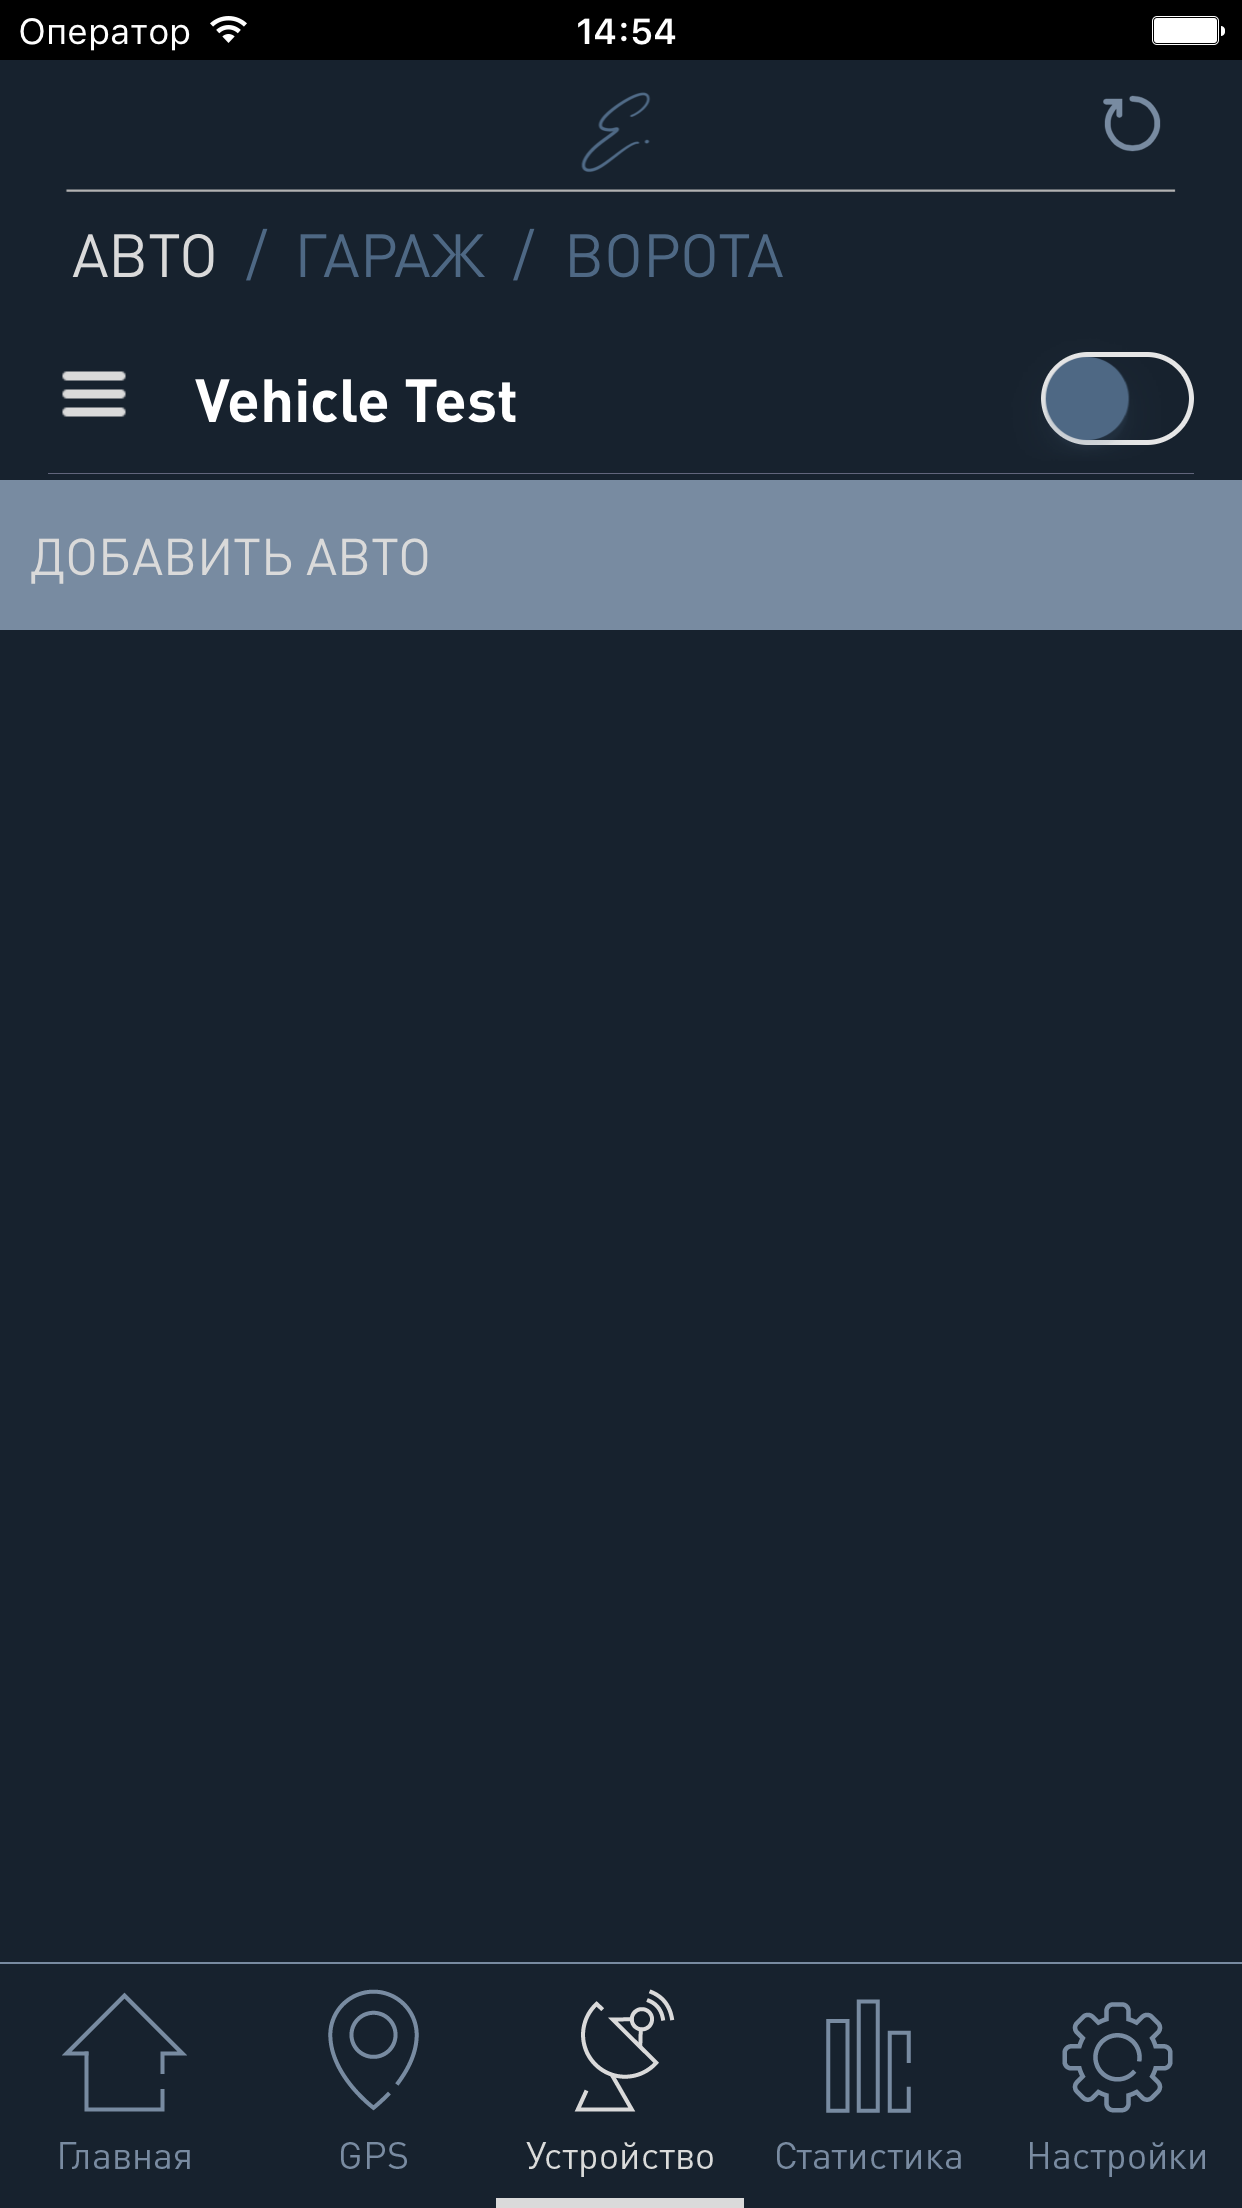 Оператор 14:54
E.
АВТО / ГАРАЖ / ВОРОТА
Vehicle Test
ДОБАВИТЬ АВТО
Главная GPS Устройство Статистика Настройки